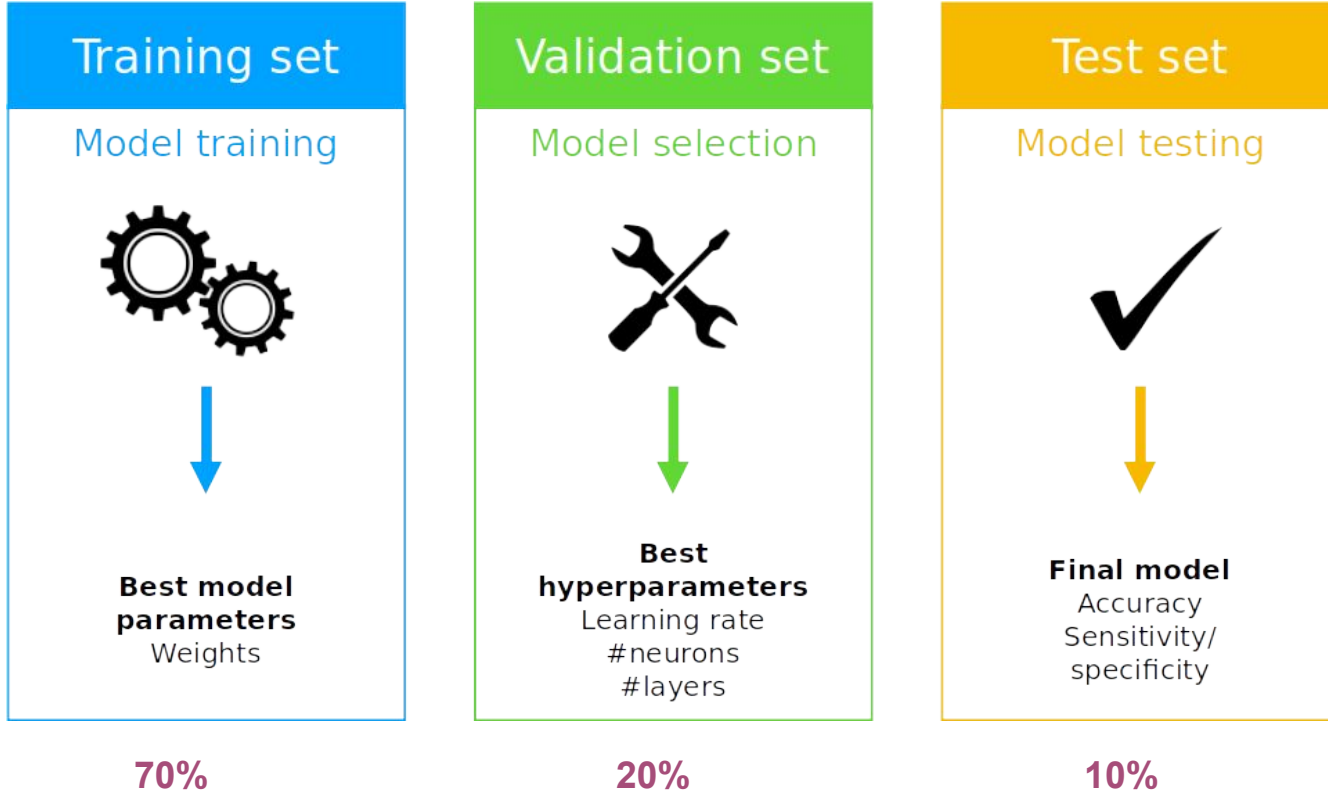 Training set
Model training
Best model
parameters
Weights
70%
Validation set
Model selection
Best
hyperparameters
Learning rate
#neurons
#layers
20%
Test set
Model testing
Final model
Accuracy
Sensitivity/
specificity
10%